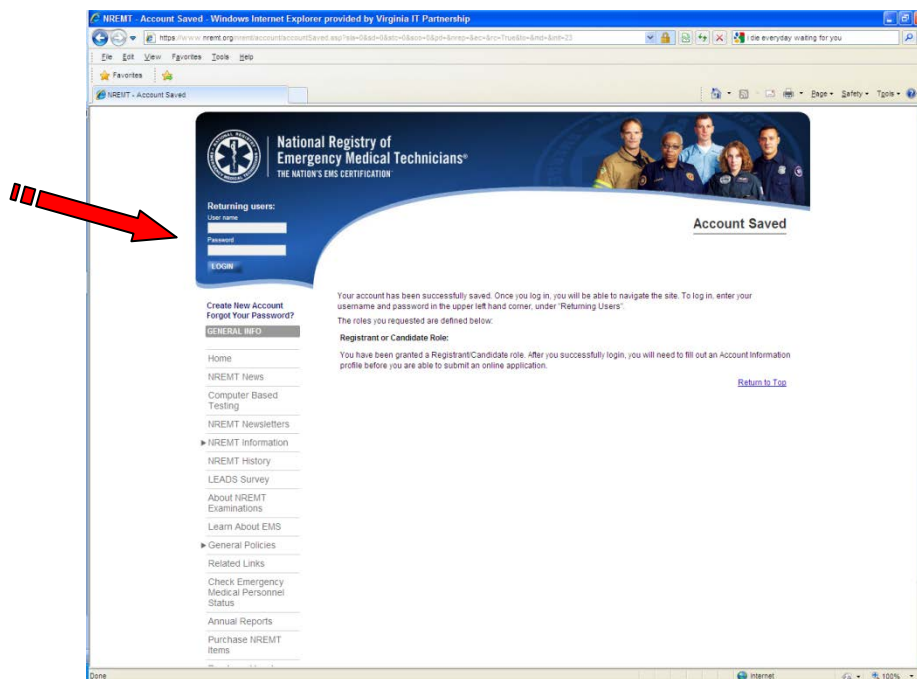 NREMT - Account Saved - Windows Internet Explorer provided by Virginia IT Partnership
i die everyday waiting for you
File Edit View Favorites Tools Help
Favorites
NREMT - Account Saved
Page Safety Tools
National Registry of
Emergency Medical Technicians®
THE NATION'S EMS CERTIFICATION
Returning users:
User name
Password
LOGIN
Account Saved
Your account has been successfully saved. Once you log in, you will be able to navigate the site. To log in, enter your
username and password in the upper left hand corner, under "Returning Users".
The roles you requested are defined below:
Registrant or Candidate Role:
You have been granted a Registrant/Candidate role. After you successfully login, you will need to fill out an Account Information
profile before you are able to submit an online application.
Return to Top
Create New Account
Forgot Your Password?
GENERAL INFO
Home
NREMT News
Computer Based
Testing
NREMT Newsletters
NREMT Information
NREMT History
LEADS Survey
About NREMT
Examinations
Learn About EMS
General Policies
Related Links
Check Emergency
Medical Personnel
Status
Annual Reports
Purchase NREMT
Items
Done
Internet
100%